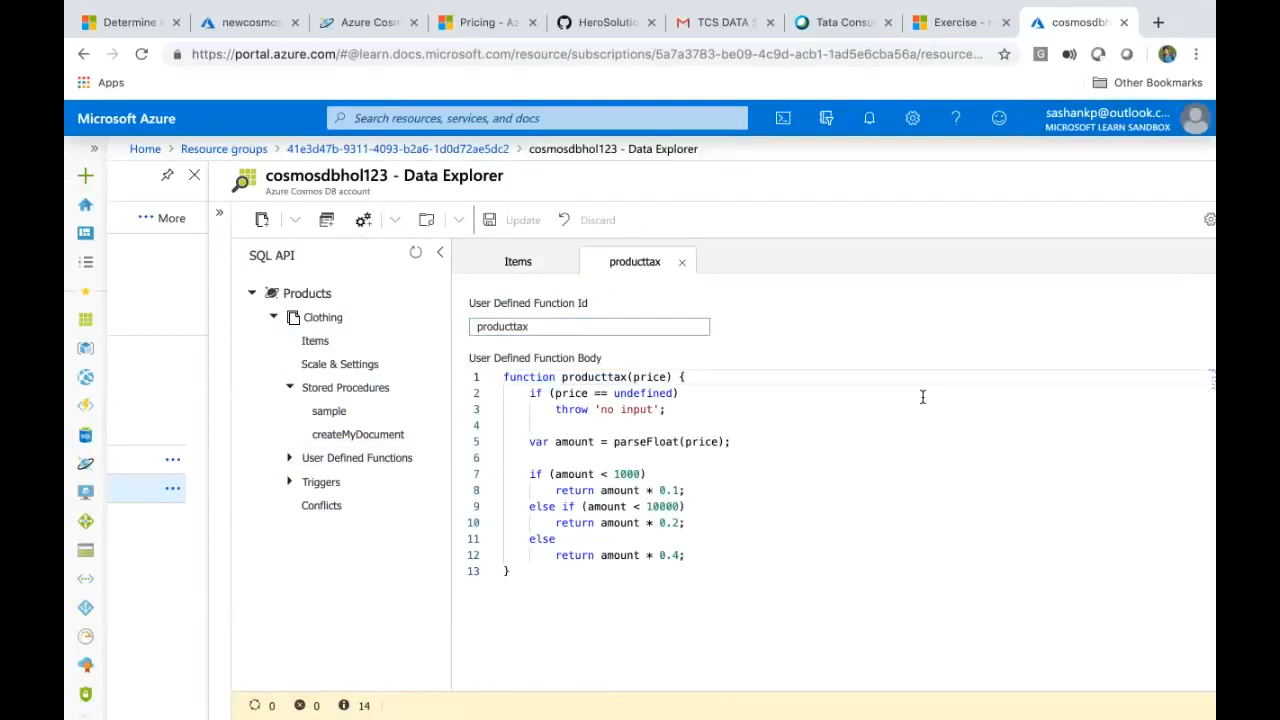 Determine
newcosmos
Azure Cosm
Pricing - Az
HeroSolutio
TCS DATA S
Tata Consu
Exercise -
cosmosdbh
https://portal.azure.com/#@learn.docs.microsoft.com/resource/subscriptions/5a7a3783-be09-4c9d-acb1-1ad5e6cba56a/resource...
Apps
Other Bookmarks
Microsoft Azure
Search resources, services, and docs
sashankp@outlook.c...
MICROSOFT LEARN SANDBOX
Home > Resource groups > 41e3d47b-9311-4093-b2a6-1d0d72ae5dc2 > cosmosdbhol123 - Data Explorer
cosmosdbhol123 - Data Explorer
Azure Cosmos DB account
More
Update
Discard
SQL API
Items
producttax
Products
Clothing
Items
Scale & Settings
Stored Procedures
sample
createMyDocument
User Defined Functions
Triggers
Conflicts
User Defined Function Id
producttax
User Defined Function Body
1 function producttax(price) {
2 if (price == undefined)
3 throw 'no input';
4
5 var amount = parseFloat(price);
6
7 if (amount < 1000)
8 return amount * 0.1;
9 else if (amount < 10000)
10 return amount * 0.2;
11 else
12 return amount * 0.4;
13 }
0 0 14